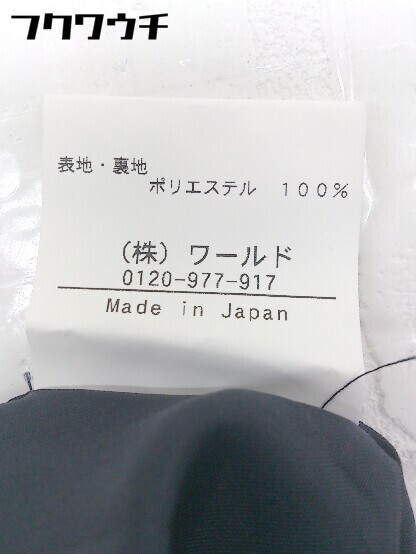 フクワウチ
表地・裏地
ポリエステル 100%
(株) ワールド
0120-977-917
Made in Japan